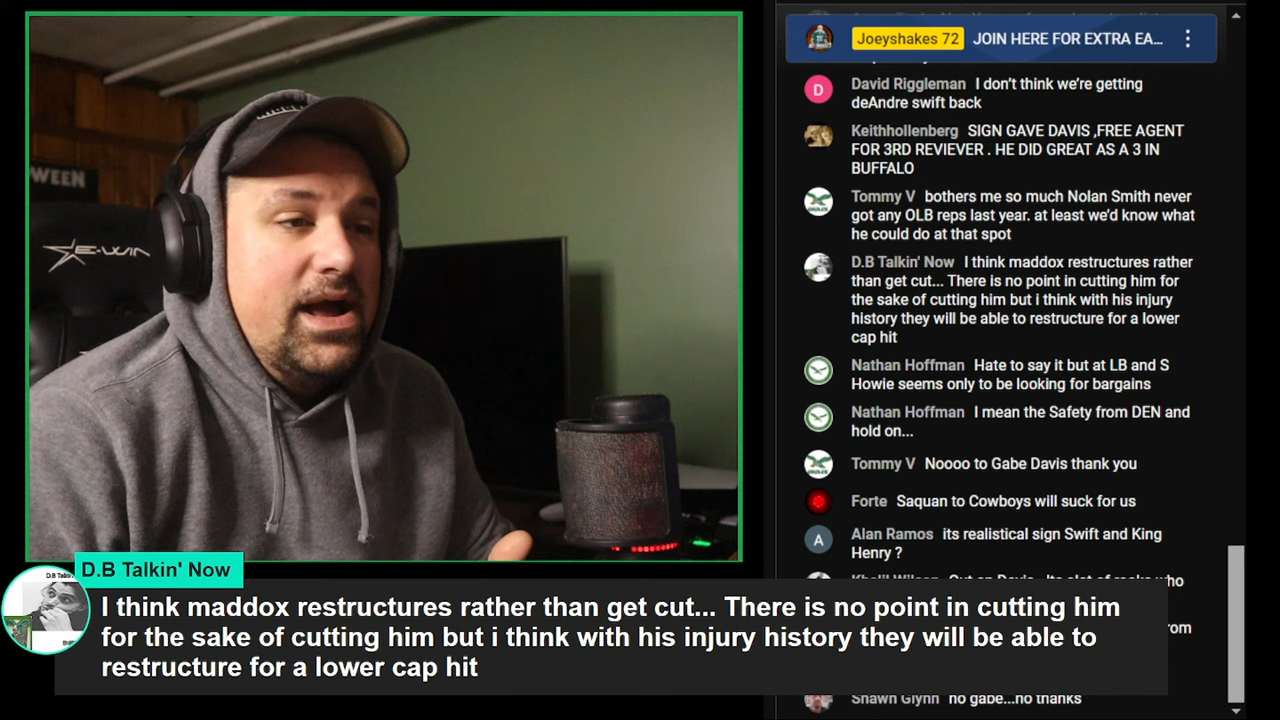 WEEN
E-WIN
Joeyshakes 72 JOIN HERE FOR EXTRA EA...
David Riggleman I don't think we're getting
deAndre swift back
Keithhollenberg SIGN GAVE DAVIS ,FREE AGENT
FOR 3RD REVIEVER . HE DID GREAT AS A 3 IN
BUFFALO
Tommy V bothers me so much Nolan Smith never
got any OLB reps last year. at least we'd know what
he could do at that spot
D.B Talkin' Now I think maddox restructures rather
than get cut... There is no point in cutting him for
the sake of cutting him but i think with his injury
history they will be able to restructure for a lower
cap hit
Nathan Hoffman Hate to say it but at LB and S
Howie seems only to be looking for bargains
Nathan Hoffman I mean the Safety from DEN and
hold on...
Tommy V Noooo to Gabe Davis thank you
Forte Saquan to Cowboys will suck for us
Alan Ramos its realistical sign Swift and King
Henry ?
who
Shawn Glynn no gabe...no thanks
D.B Talkin' Now
I think maddox restructures rather than get cut... There is no point in cutting him
for the sake of cutting him but i think with his injury history they will be able to
restructure for a lower cap hit